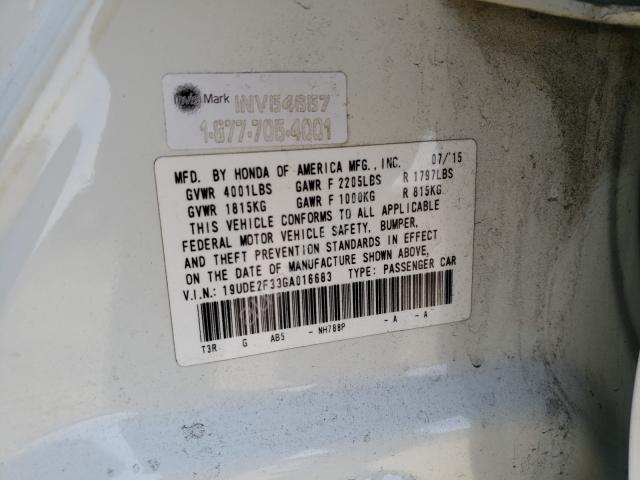 InvisiMark INV54857
1-877-705-4001
MFD. BY HONDA OF AMERICA MFG., INC. 07/15
GVWR 4001LBS GAWR F 2205LBS R 1797LBS
GVWR 1815KG GAWR F 1000KG R 815KG
THIS VEHICLE CONFORMS TO ALL APPLICABLE
FEDERAL MOTOR VEHICLE SAFETY, BUMPER,
AND THEFT PREVENTION STANDARDS IN EFFECT
ON THE DATE OF MANUFACTURE SHOWN ABOVE,
V.I.N.: 19UDE2F33GA016683 TYPE: PASSENGER CAR
T3R G AB5 - NH788P - A - A